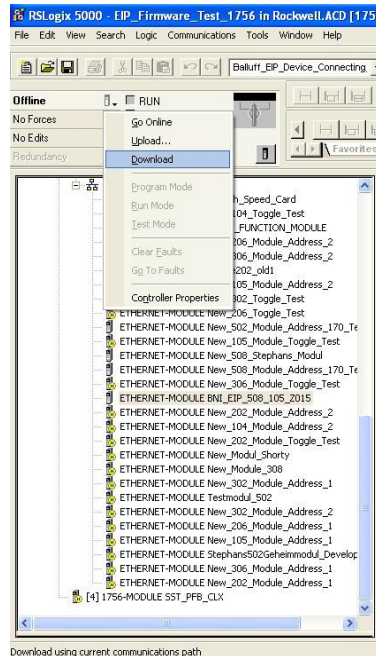 RSLogix 5000 - EIP_Firmware_Test_1756 in Rockwell.ACD [175
File Edit View Search Logic Communications Tools Window Help
Balluff_EIP_Device_Connecting,
Offline
RUN
No Forces
No Edits
Redundancy
Favorites
Go Online
Upload...
Download
Program Mode
Run Mode
Test Mode
Clear Faults
Go To Faults
Controller Properties
h_Speed_Card
104_Toggle_Test
_FUNCTION_MODULE
206_Module_Address_2
306_Module_Address_2
e202_old1
105_Module_Address_2
302_Toggle_Test
ETHERNET-MODULE New_206_Toggle_Test
ETHERNET-MODULE New_502_Module_Address_170_Te
ETHERNET-MODULE New_105_Module_Toggle_Test
ETHERNET-MODULE New_508_Stephans_Modul
ETHERNET-MODULE New_508_Module_Address_170_Te
ETHERNET-MODULE New_306_Module_Toggle_Test
ETHERNET-MODULE BNI_EIP_508_105_Z015
ETHERNET-MODULE New_202_Module_Address_2
ETHERNET-MODULE New_104_Module_Address_2
ETHERNET-MODULE New_202_Module_Toggle_Test
ETHERNET-MODULE New_Modul_Shorty
ETHERNET-MODULE New_Module_308
ETHERNET-MODULE New_302_Module_Address_1
ETHERNET-MODULE Testmodul_502
ETHERNET-MODULE New_302_Module_Address_2
ETHERNET-MODULE New_206_Module_Address_1
ETHERNET-MODULE New_105_Module_Address_1
ETHERNET-MODULE Stephans502Geheimmodul_Develop
ETHERNET-MODULE New_306_Module_Address_1
ETHERNET-MODULE New_202_Module_Address_1
[4] 1756-MODULE SST_PFB_CLX
Download using current communications path